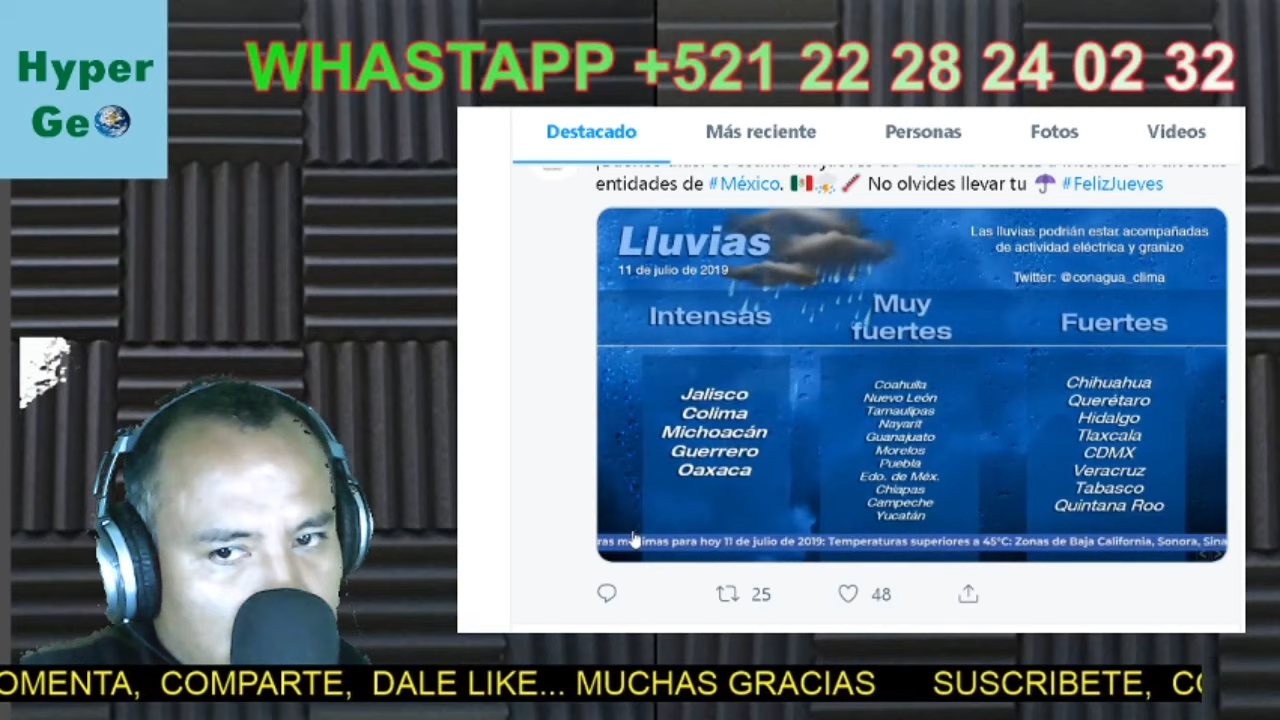 Hyper
Ge
WHASTAPP +521 22 28 24 02 32
Destacado Más reciente Personas Fotos Videos
entidades de #México. No olvides llevar tu #FelizJueves
Lluvias
11 de julio de 2019
Las lluvias podrían estar acompañadas
de actividad eléctrica y granizo
Twitter: @conagua_clima
Intensas
Jalisco
Colima
Michoacán
Guerrero
Oaxaca
Muy
fuertes
Coahuila
Nuevo León
Tamaulipas
Nayarit
Guanajuato
Morelos
Puebla
Edo. de Méx.
Chiapas
Campeche
Yucatán
Fuertes
Chihuahua
Querétaro
Hidalgo
Tlaxcala
CDMX
Veracruz
Tabasco
Quintana Roo
para hoy 11 de julio de 2019: Temperaturas superiores a 45°C: Zonas de Baja California, Sonora, Sina
25 48
OMENTA, COMPARTE, DALE LIKE... MUCHAS GRACIAS SUSCRIBETE, CO